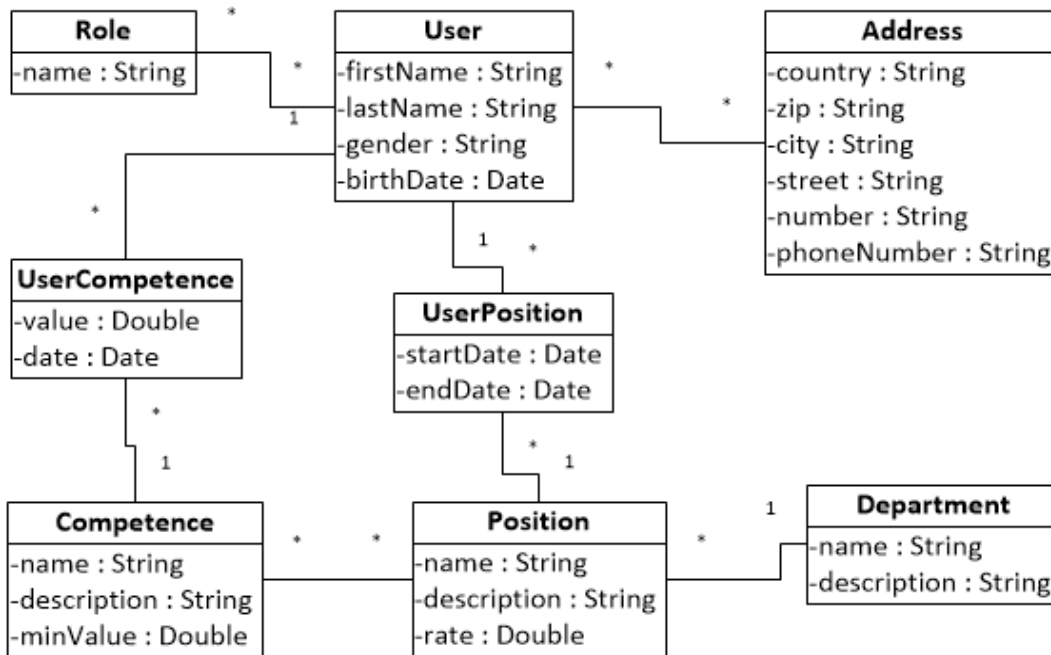 *
Role
-name : String
*
1
User
-firstName : String
-lastName : String
-gender : String
-birthDate : Date
*
*
Address
-country : String
-zip : String
-city : String
-street : String
-number : String
-phoneNumber : String
*
1
*
UserCompetence
-value : Double
-date : Date
UserPosition
-startDate : Date
-endDate : Date
*
1
*
1
Competence
-name : String
-description : String
-minValue : Double
*
*
Position
-name : String
-description : String
-rate : Double
*
1
Department
-name : String
-description : String